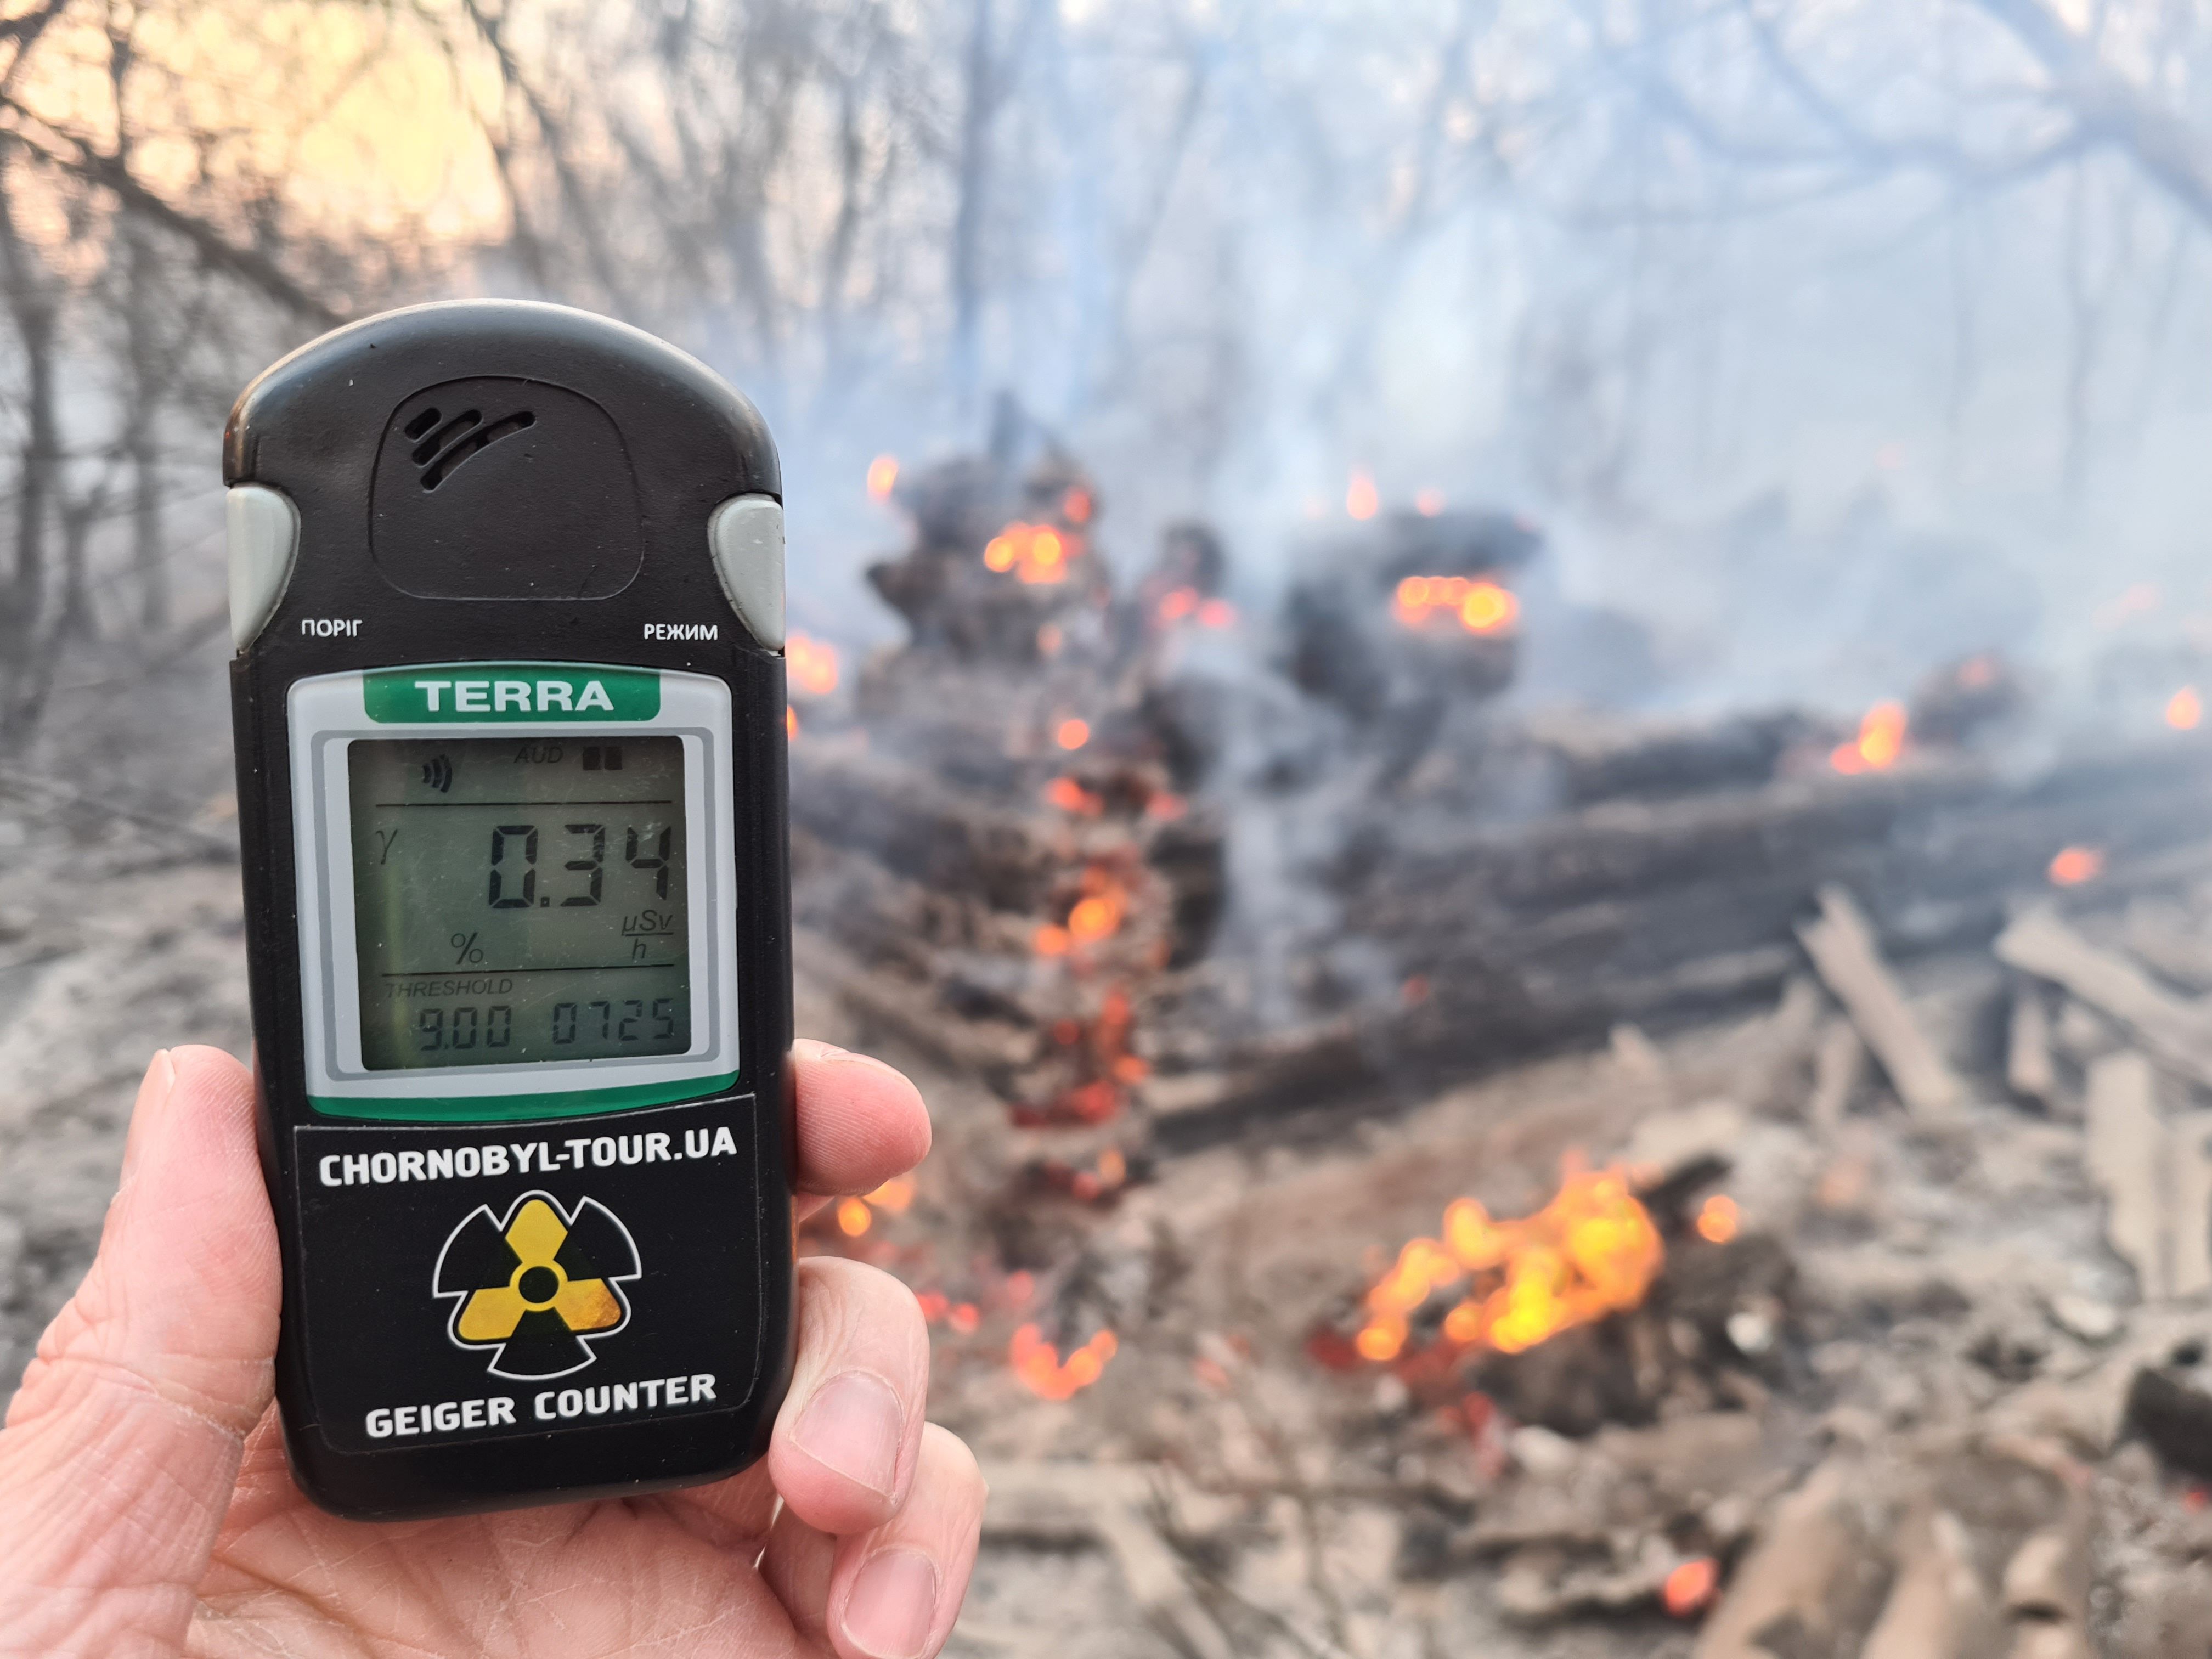 ПОРІГ РЕЖИМ
TERRA
AUD
γ 0.34
% µSv/h
THRESHOLD
9.00 0725
CHORNOBYL-TOUR.UA
GEIGER COUNTER